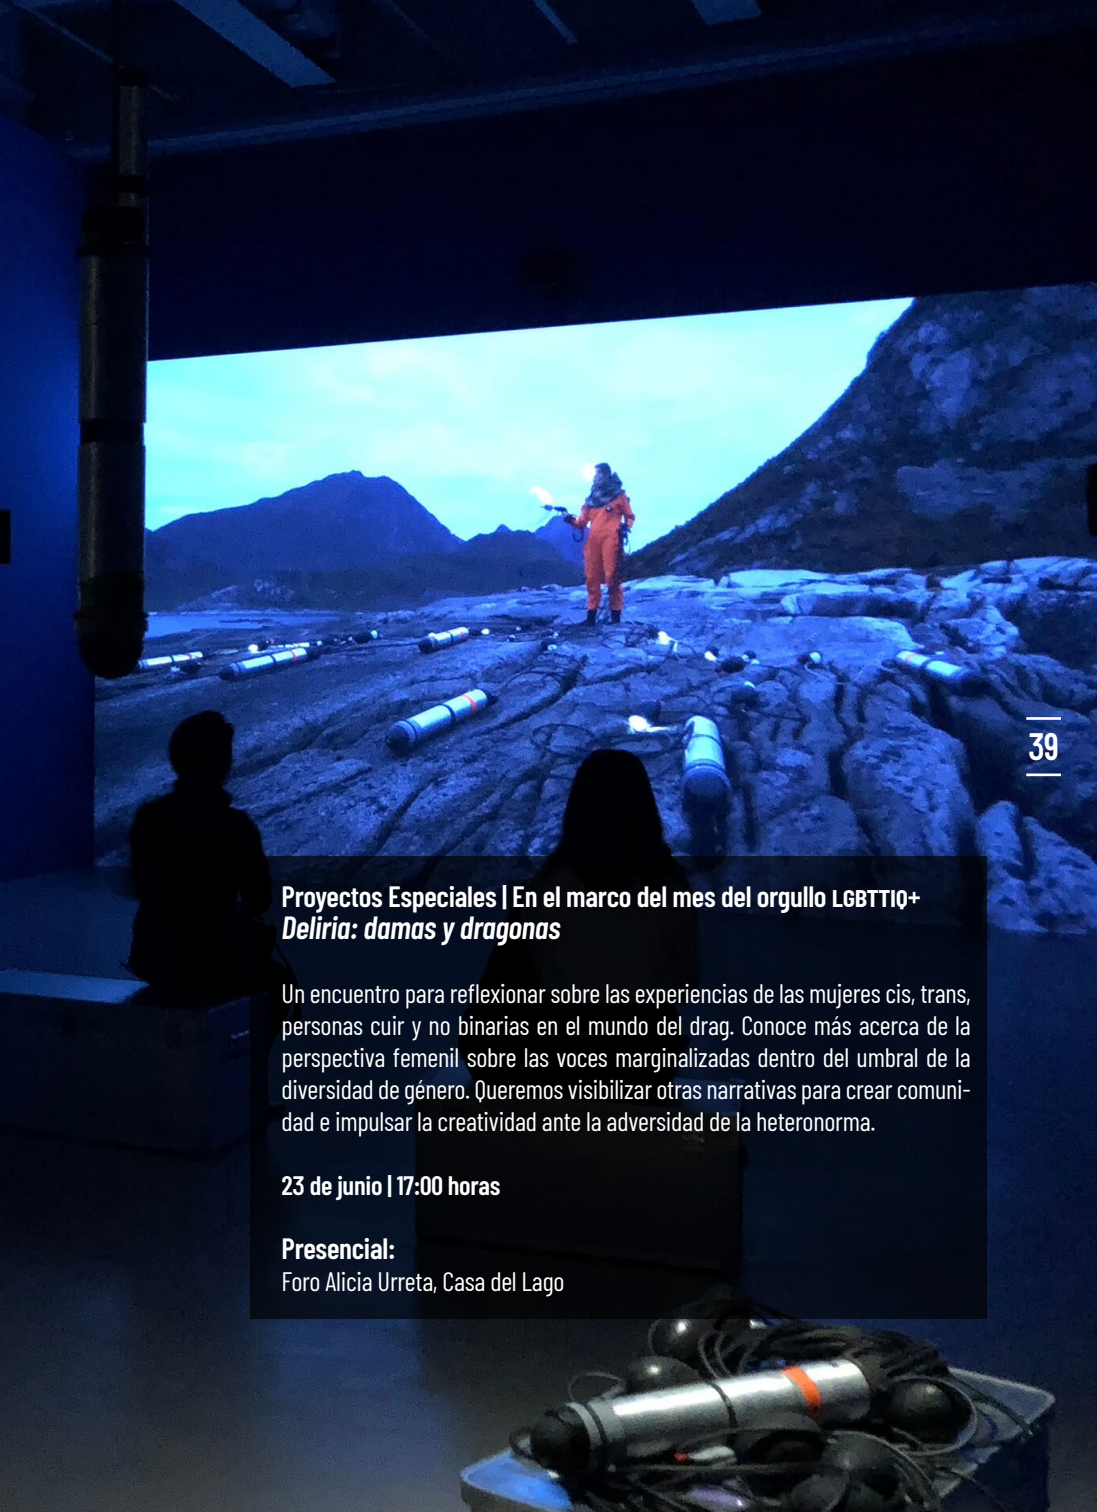 39
Proyectos Especiales | En el marco del mes del orgullo LGBTTIQ+
Deliria: damas y dragonas
Un encuentro para reflexionar sobre las experiencias de las mujeres cis, trans,
personas cuir y no binarias en el mundo del drag. Conoce más acerca de la
perspectiva femenil sobre las voces marginalizadas dentro del umbral de la
diversidad de género. Queremos visibilizar otras narrativas para crear comuni-
dad e impulsar la creatividad ante la adversidad de la heteronorma.
23 de junio | 17:00 horas
Presencial:
Foro Alicia Urreta, Casa del Lago